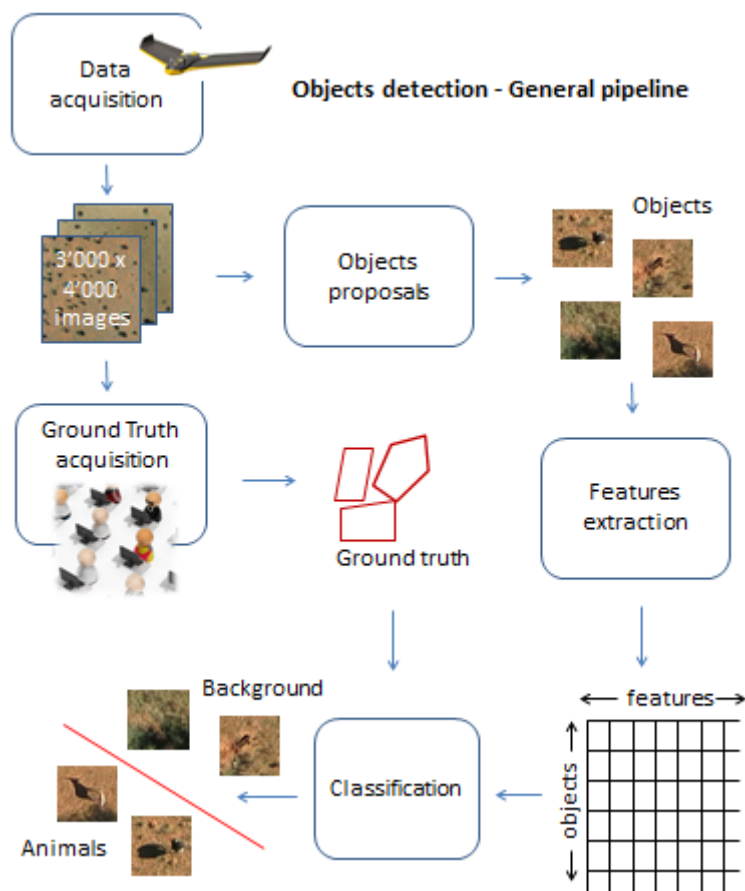 Data
acquisition
Objects detection - General pipeline
3'000 x
4'000
images
Objects
proposals
Objects
Ground Truth
acquisition
Ground truth
Features
extraction
Background
Animals
Classification
features
objects